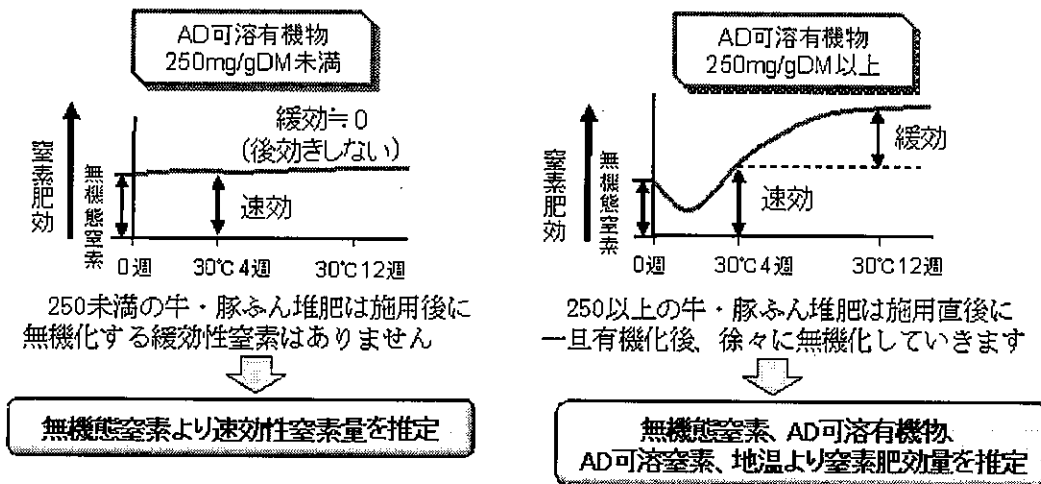 AD可溶有機物
250mg/gDM未満
緩効≒0
(後効きしない)
窒素肥効
無機態窒素
速効
0週 30℃4週 30℃12週
250未満の牛・豚ふん堆肥は施用後に
無機化する緩効性窒素はありません
無機態窒素より速効性窒素量を推定
AD可溶有機物
250mg/gDM以上
窒素肥効
無機態窒素
緩効
速効
0週 30℃4週 30℃12週
250以上の牛・豚ふん堆肥は施用直後に
一旦有機化後、徐々に無機化していきます
無機態窒素、AD可溶有機物、
AD可溶窒素、地温より窒素肥効量を推定